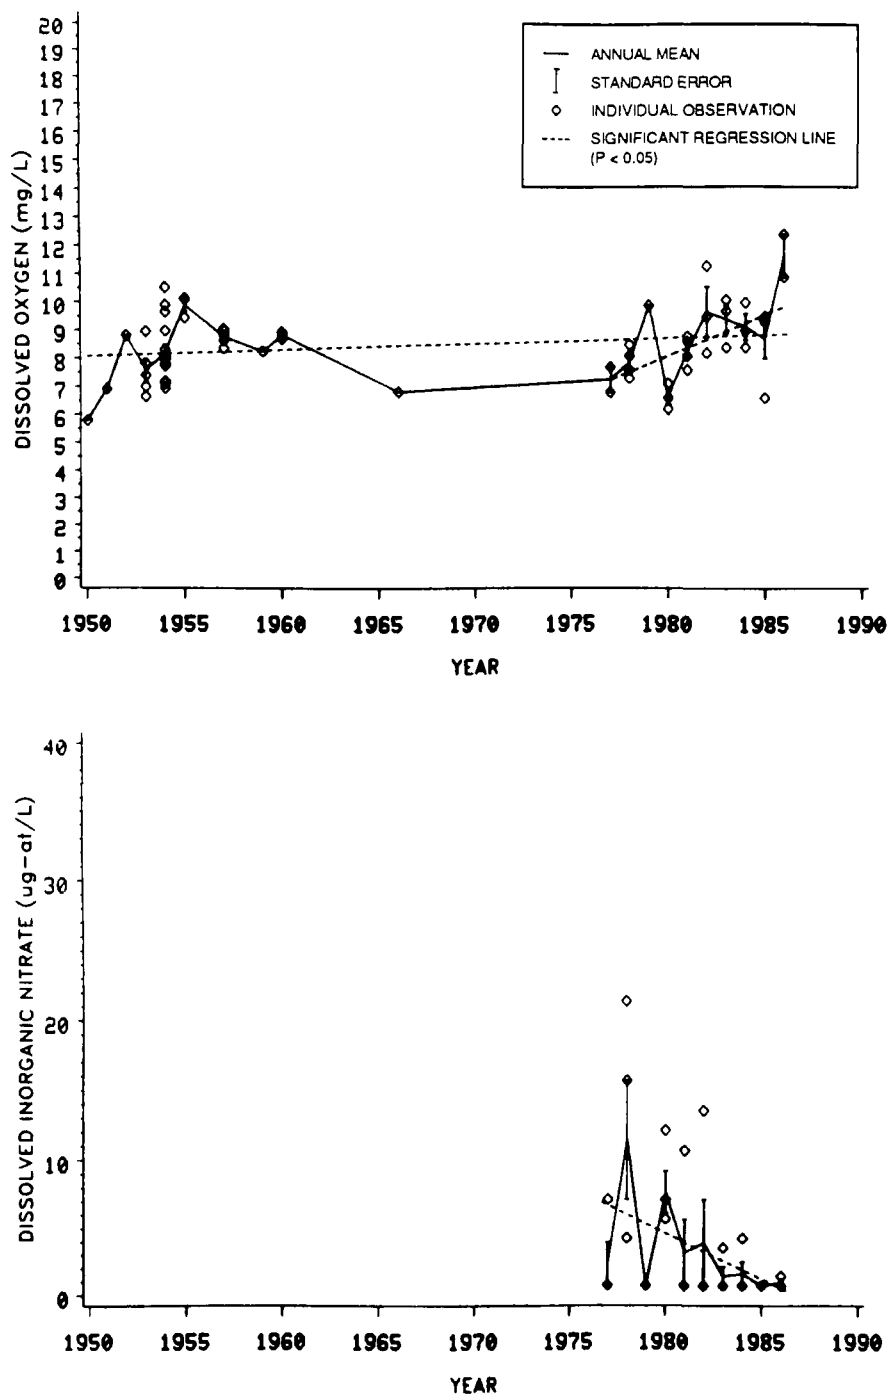 20
19
18
17
16
15
14
13
12
11
10
9
8
7
6
5
4
3
2
1
0
DISSOLVED OXYGEN (mg/L)
ANNUAL MEAN
STANDARD ERROR
INDIVIDUAL OBSERVATION
SIGNIFICANT REGRESSION LINE
(P < 0.05)
1950 1955 1960 1965 1970 1975 1980 1985 1990
YEAR
40
30
20
10
0
DISSOLVED INORGANIC NITRATE (ug-at/L)
1950 1955 1960 1965 1970 1975 1980 1985 1990
YEAR